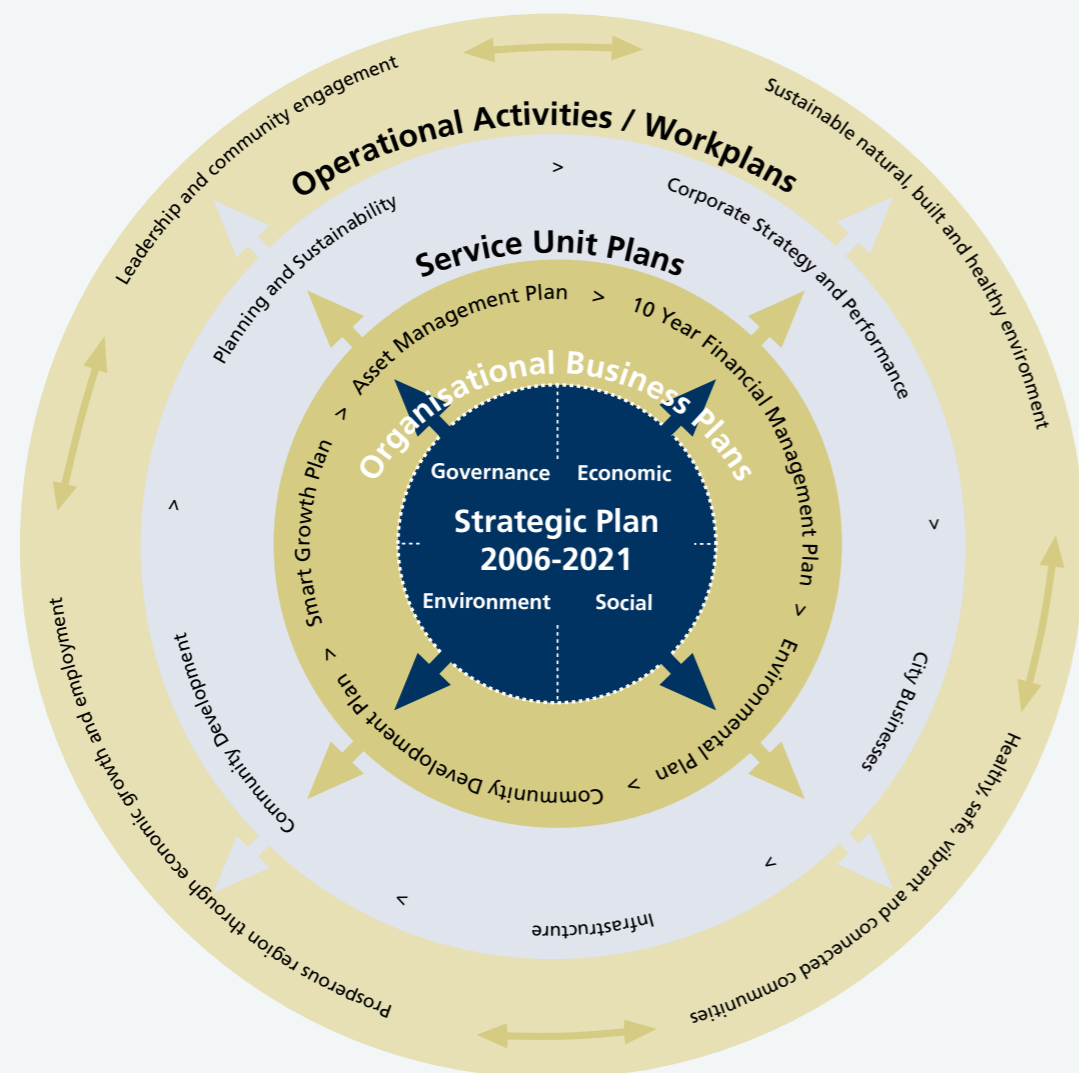 Operational Activities / Workplans
Leadership and community engagement
Sustainable natural, built and healthy environment
Healthy, safe, vibrant and connected communities
Prosperous region through economic growth and employment
Service Unit Plans
Planning and Sustainability
>
Corporate Strategy and Performance
>
City Businesses
>
Infrastructure
>
Community Development
>
Organisational Business Plans
Asset Management Plan > 10 Year Financial Management Plan > Environmental Plan > Community Development Plan > Smart Growth Plan >
Governance
Economic
Strategic Plan
2006-2021
Environment
Social